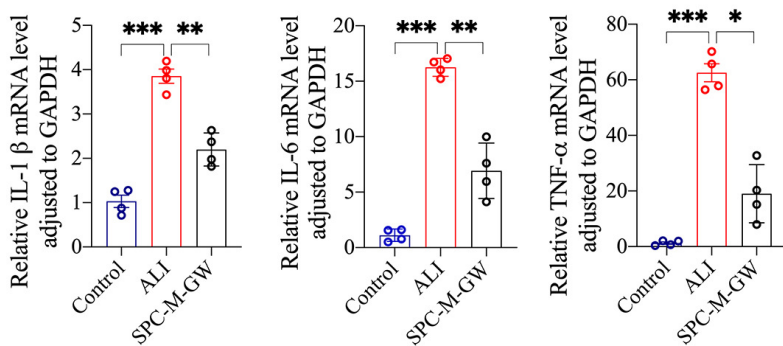 Relative IL-1 β mRNA level
adjusted to GAPDH
5
4
3
2
1
0
*** **
Control
ALI
SPC-M-GW
Relative IL-6 mRNA level
adjusted to GAPDH
20
15
10
5
0
*** **
Control
ALI
SPC-M-GW
Relative TNF-α mRNA level
adjusted to GAPDH
80
60
40
20
0
*** *
Control
ALI
SPC-M-GW